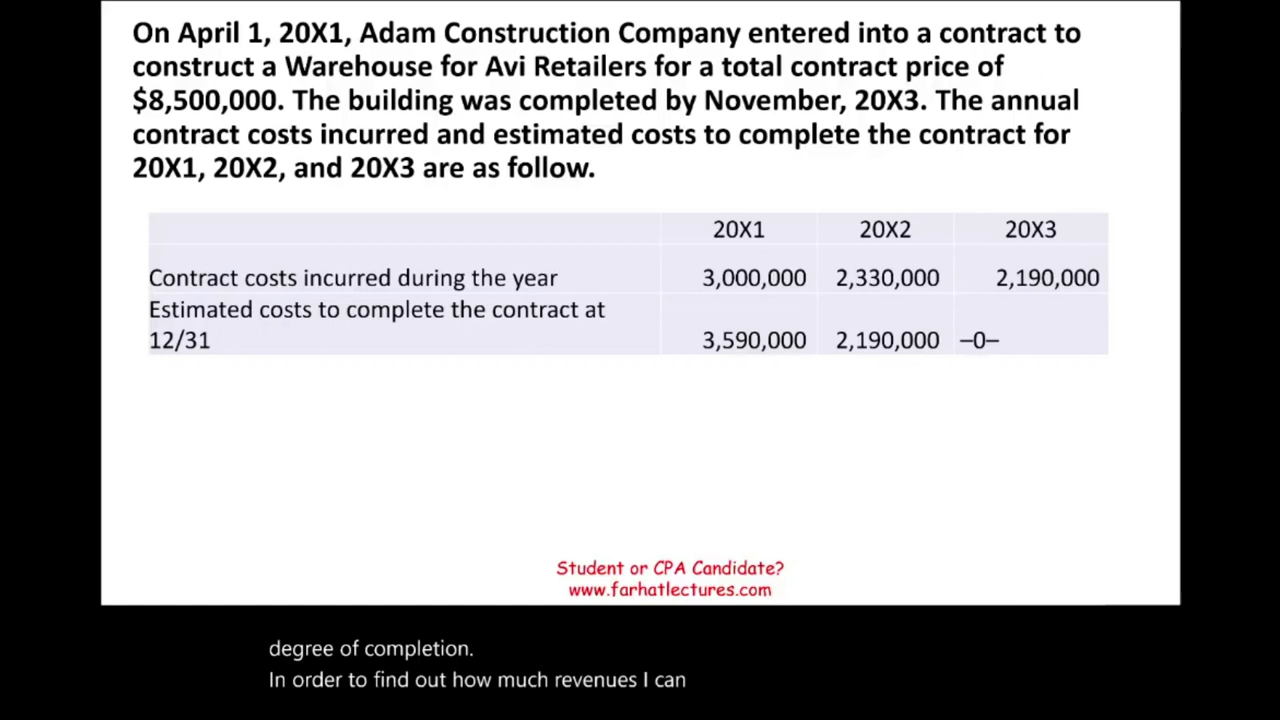 On April 1, 20X1, Adam Construction Company entered into a contract to
construct a Warehouse for Avi Retailers for a total contract price of
$8,500,000. The building was completed by November, 20X3. The annual
contract costs incurred and estimated costs to complete the contract for
20X1, 20X2, and 20X3 are as follow.
20X1 20X2 20X3
Contract costs incurred during the year 3,000,000 2,330,000 2,190,000
Estimated costs to complete the contract at
12/31 3,590,000 2,190,000 –0–
Student or CPA Candidate?
www.farhatlectures.com
degree of completion.
In order to find out how much revenues I can